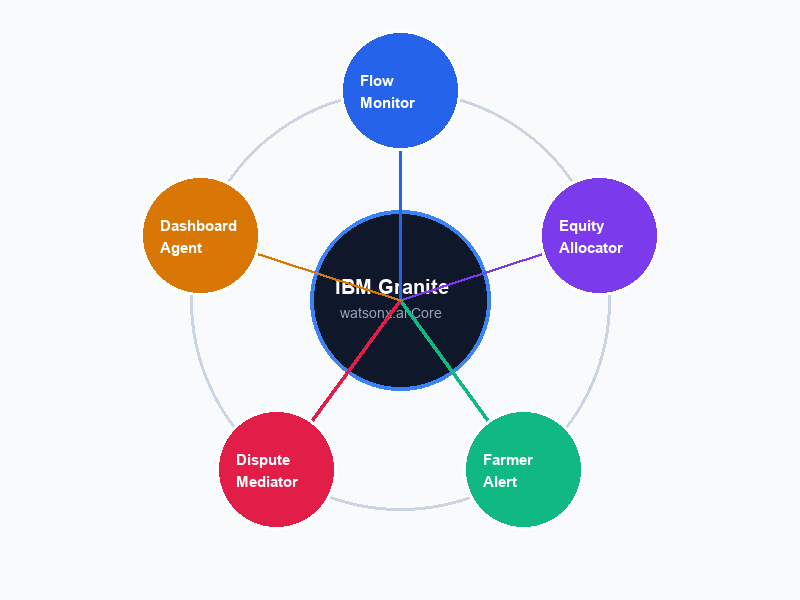 Flow
Monitor
Dashboard
Agent
Equity
Allocator
IBM Granite
watsonx.ai Core
Dispute
Mediator
Farmer
Alert